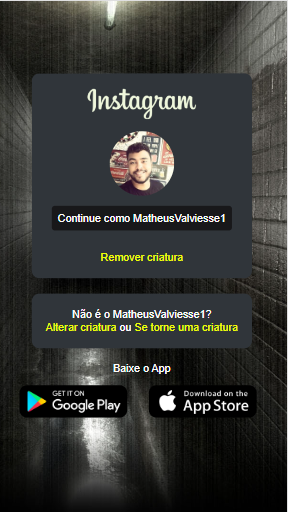 Instagram
Continue como MatheusValviesse1
Remover criatura
Não é o MatheusValviesse1?
Alterar criatura ou Se torne uma criatura
Baixe o App
GET IT ON
Google Play
Download on the
App Store